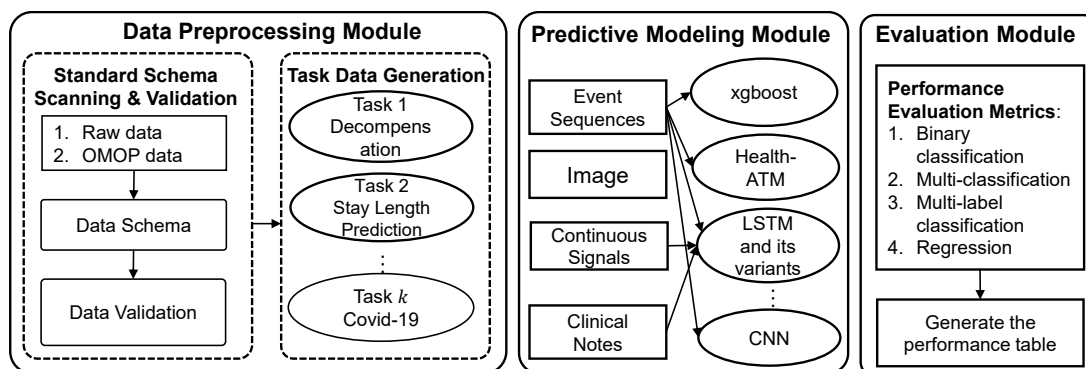 Data Preprocessing Module
Standard Schema
Scanning & Validation
1. Raw data
2. OMOP data
Data Schema
Data Validation
Task Data Generation
Task 1
Decompens
ation
Task 2
Stay Length
Prediction
⋮
Task k
Covid-19
Predictive Modeling Module
Event
Sequences
Image
Continuous
Signals
Clinical
Notes
xgboost
Health-
ATM
LSTM
and its
variants
⋮
CNN
Evaluation Module
Performance
Evaluation Metrics:
1. Binary
classification
2. Multi-classification
3. Multi-label
classification
4. Regression
Generate the
performance table